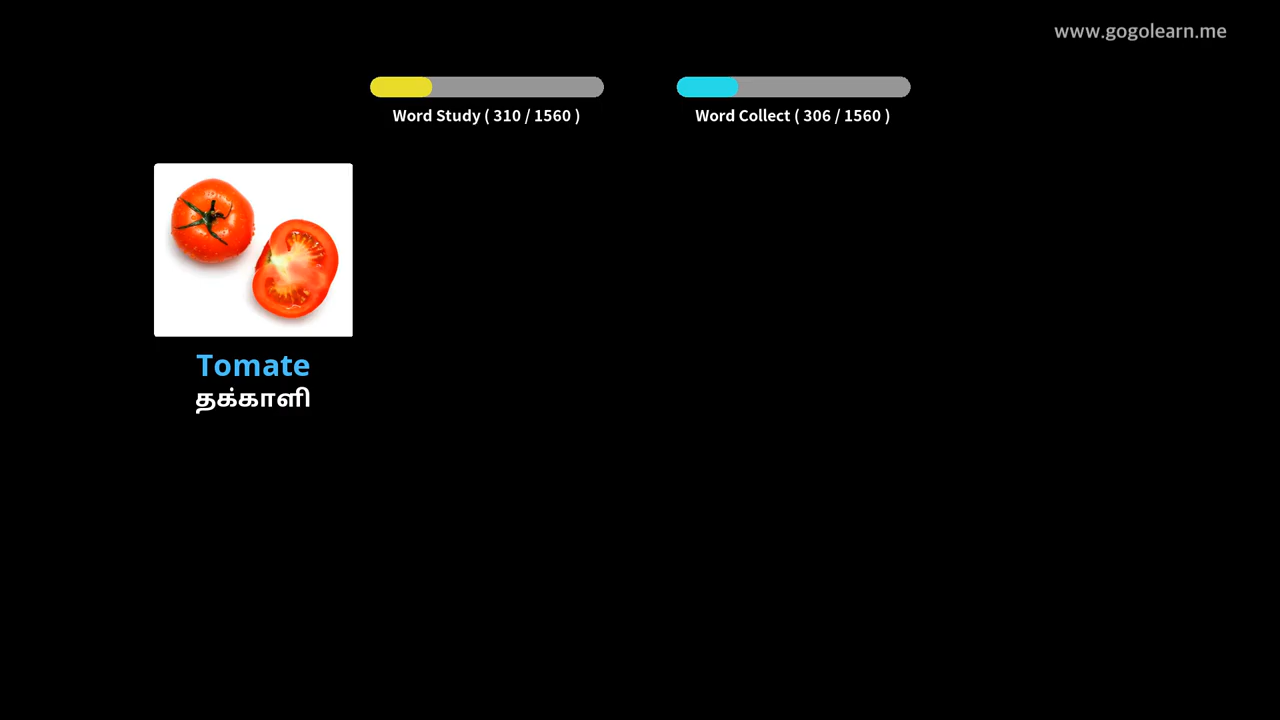 www.gogolearn.me
Word Study ( 310 / 1560 )
Word Collect ( 306 / 1560 )
Tomate
தக்காளி